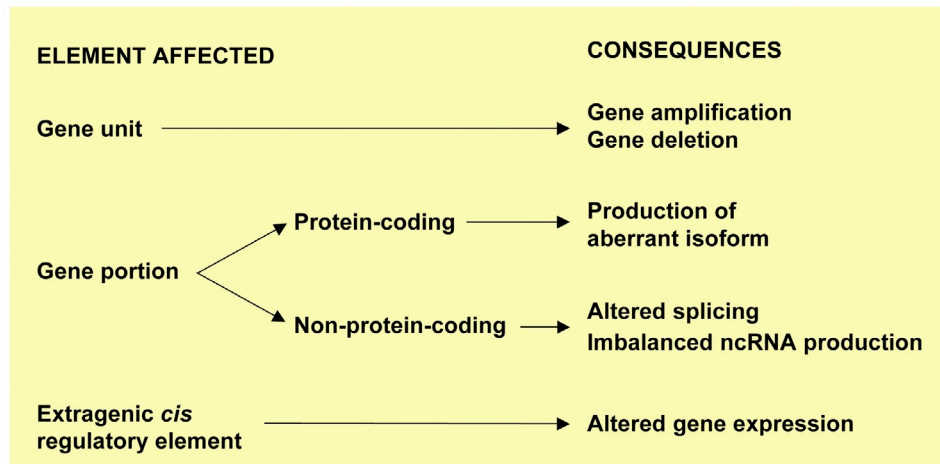 ELEMENT AFFECTED
CONSEQUENCES
Gene unit
Gene amplification
Gene deletion
Gene portion
Protein-coding
Production of
aberrant isoform
Non-protein-coding
Altered splicing
Imbalanced ncRNA production
Extragenic cis
regulatory element
Altered gene expression